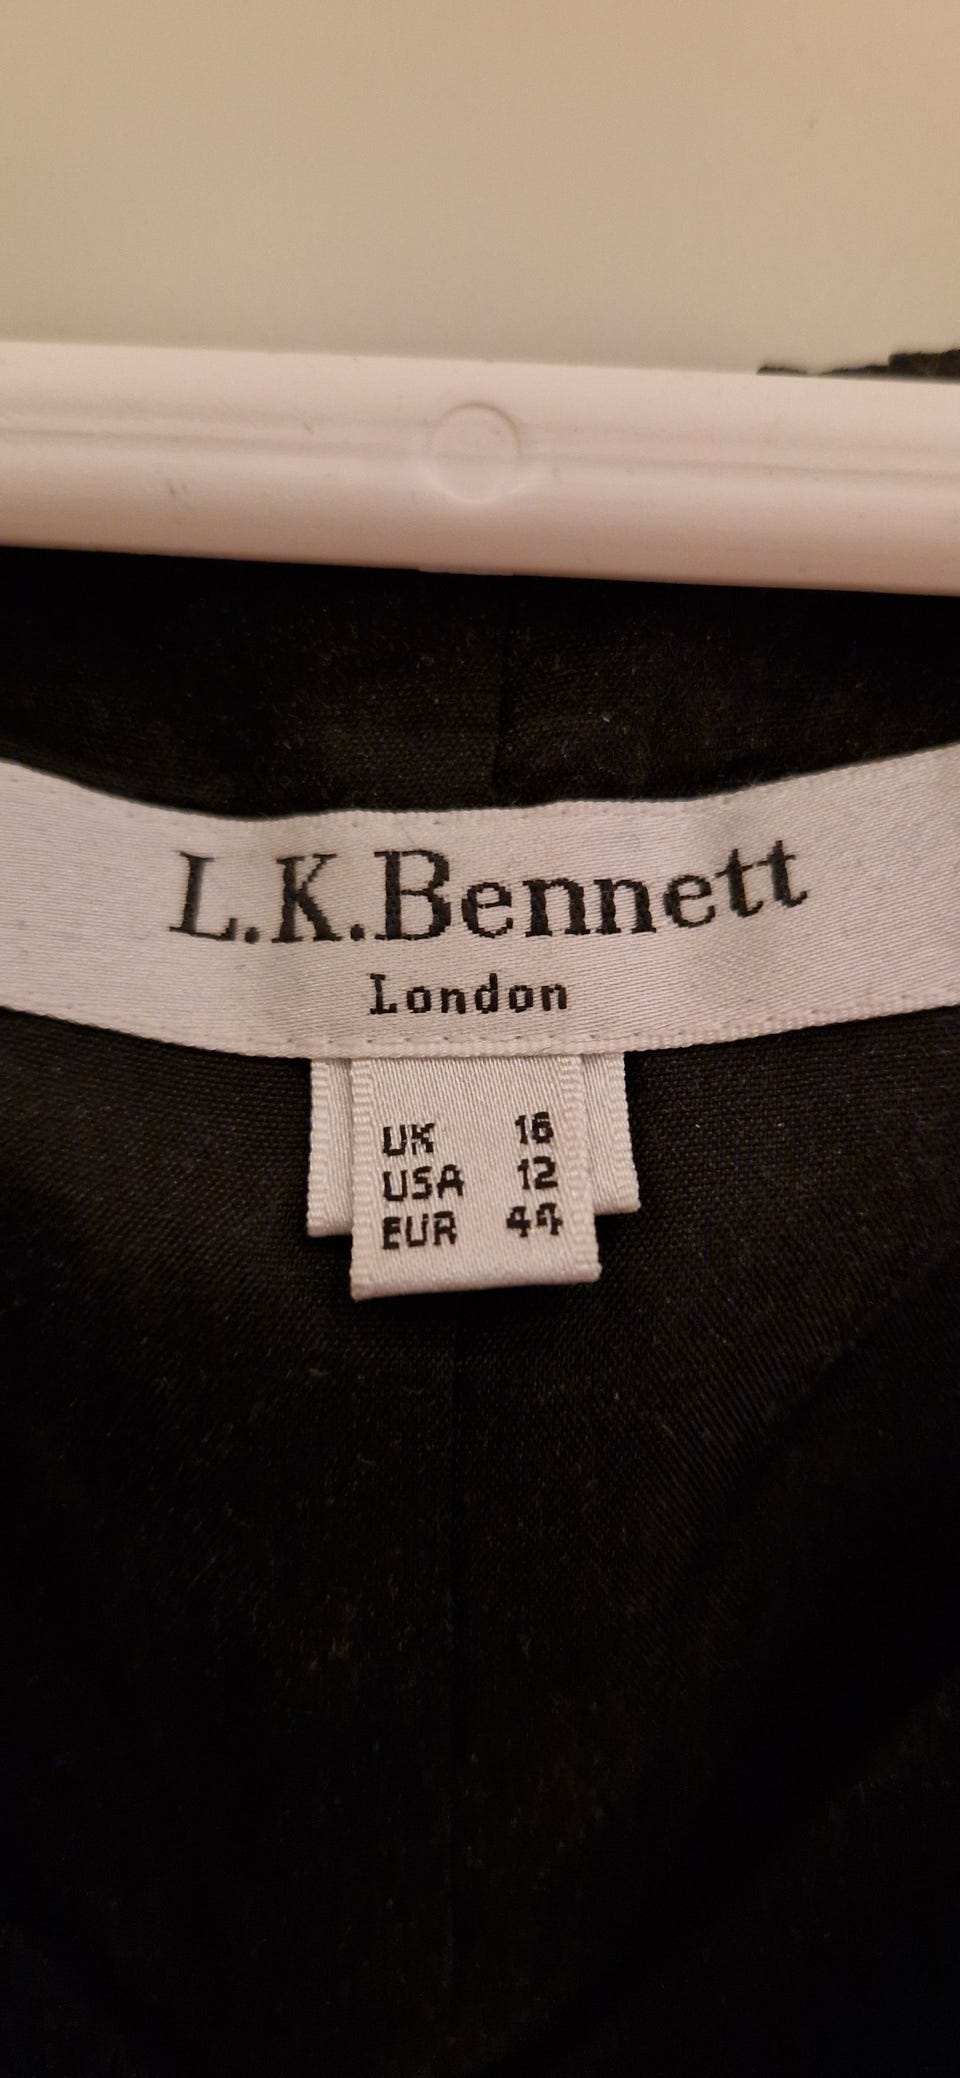 L.K.Bennett
London
UK 16
USA 12
EUR 44